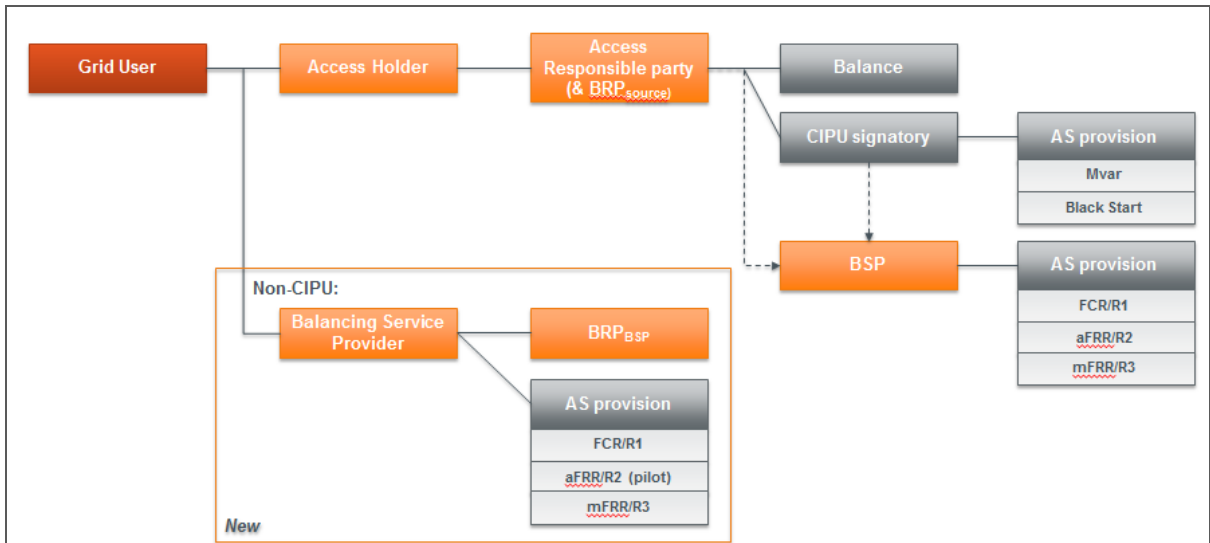 Grid User
Access Holder
Access
Responsible party
(& BRPsource)
Balance
CIPU signatory
AS provision
Mvar
Black Start
BSP
AS provision
FCR/R1
aFRR/R2
mFRR/R3
Non-CIPU:
Balancing Service
Provider
BRPBSP
AS provision
FCR/R1
aFRR/R2 (pilot)
mFRR/R3
New